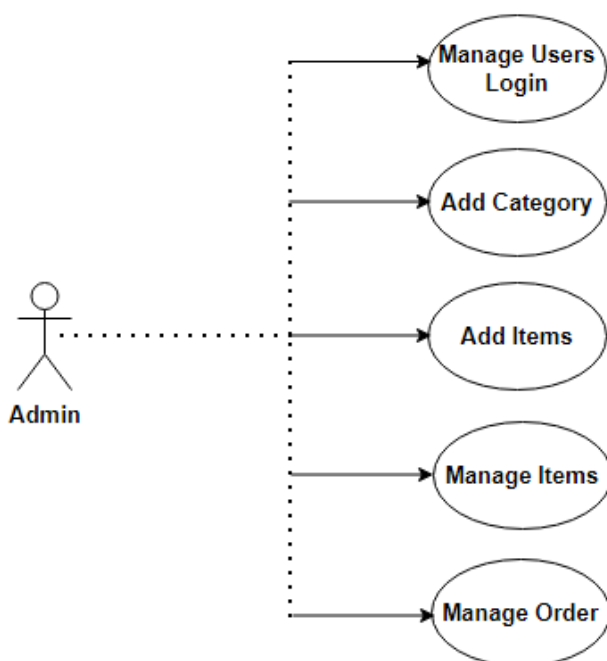 Manage Users
Login
Add Category
Add Items
Admin
Manage Items
Manage Order